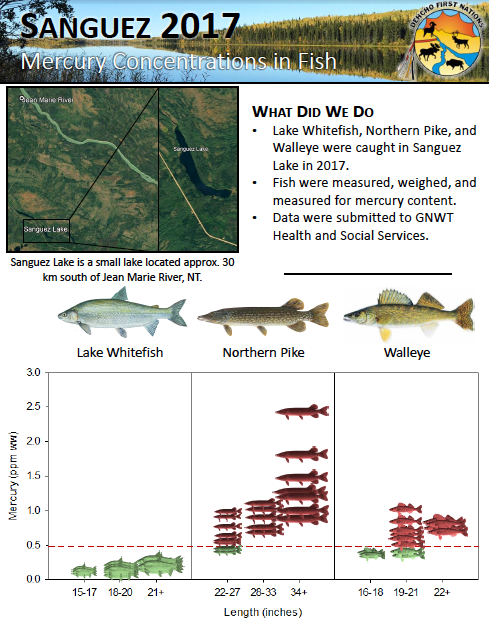 SANGUEZ 2017
Mercury Concentrations in Fish
DEHCHO FIRST NATIONS
Jean Marie River
Sanguez Lake
Sanguez Lake
Sanguez Lake is a small lake located approx. 30
km south of Jean Marie River, NT.
WHAT DID WE DO
• Lake Whitefish, Northern Pike, and
Walleye were caught in Sanguez
Lake in 2017.
• Fish were measured, weighed, and
measured for mercury content.
• Data were submitted to GNWT
Health and Social Services.
Lake Whitefish
Northern Pike
Walleye
Mercury (ppm ww)
3.0
2.5
2.0
1.5
1.0
0.5
0.0
15-17 18-20 21+ 22-27 28-33 34+ 16-18 19-21 22+
Length (inches)